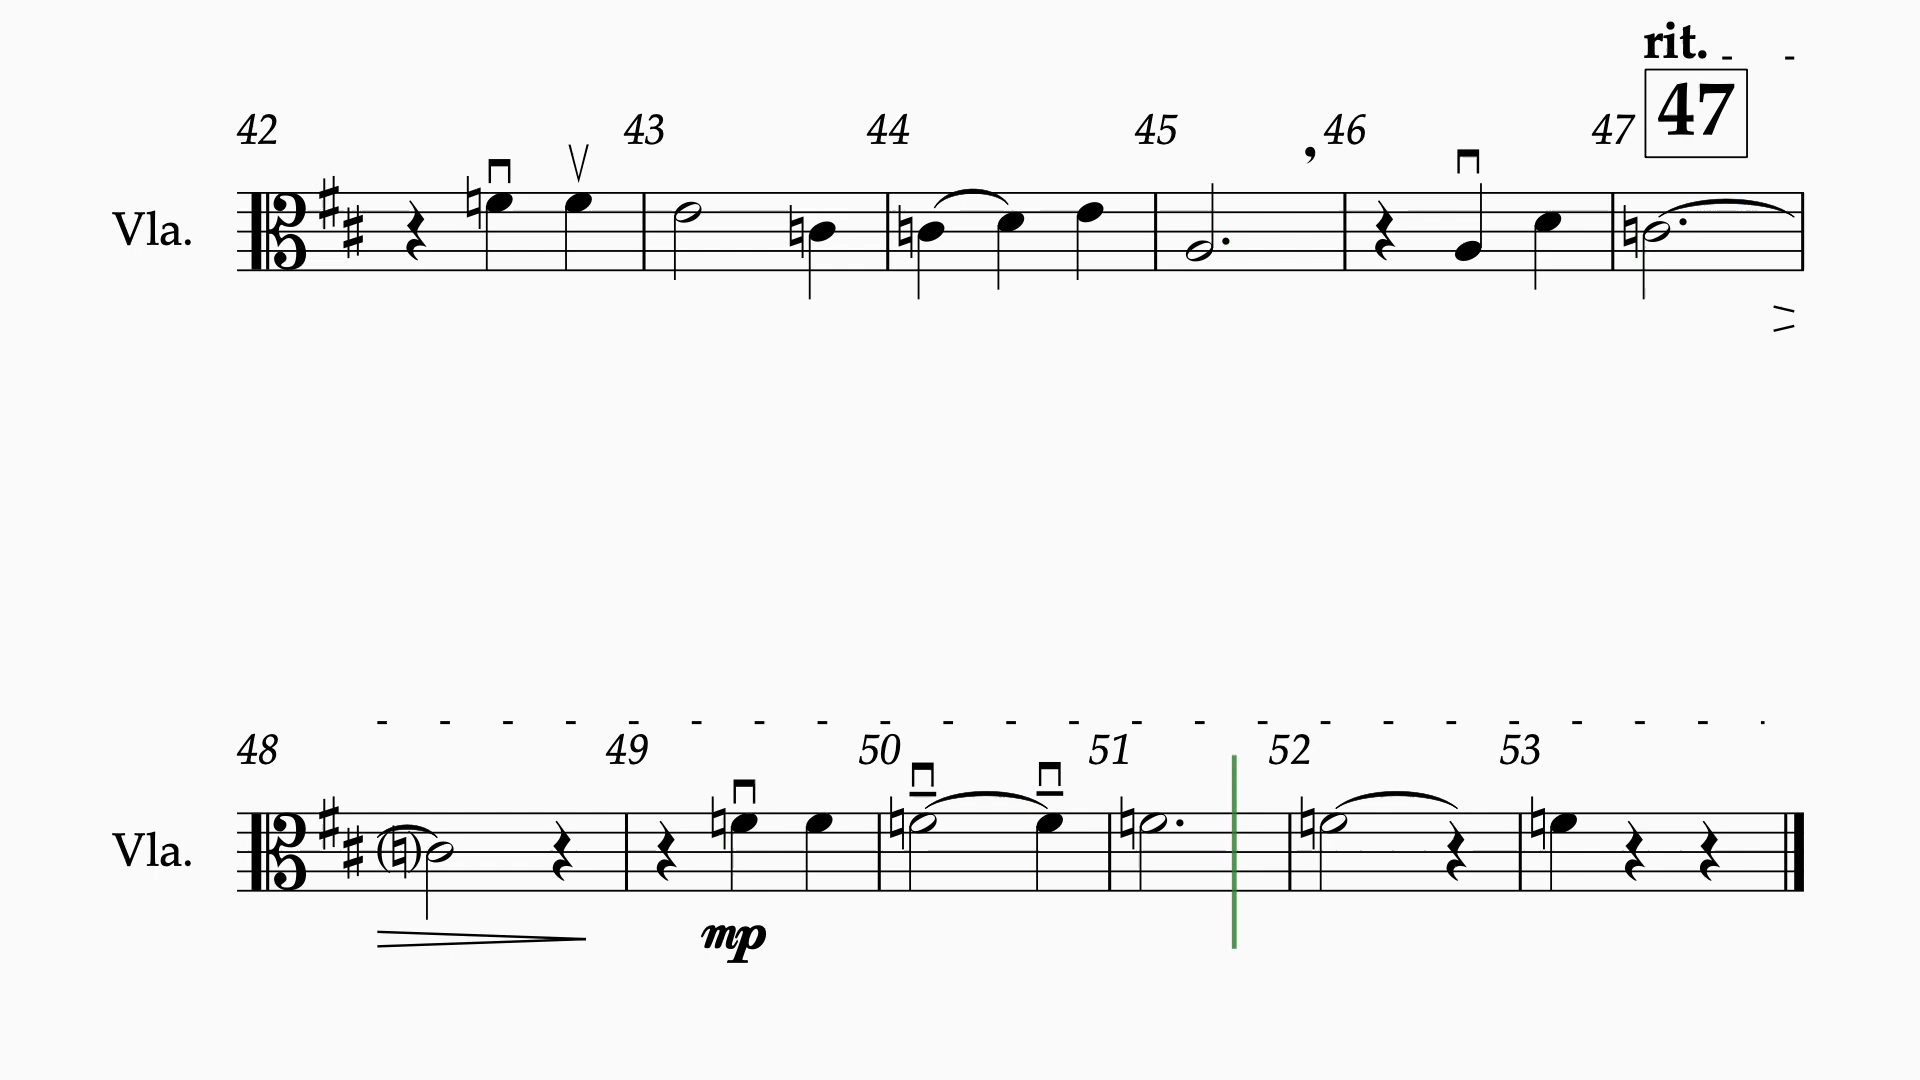 rit. - -
47
42 43 44 45 , 46 47
Vla.
- - - - - - - - - - - - - - - - - - - - - - -
48 49 50 51 52 53
Vla.
mp